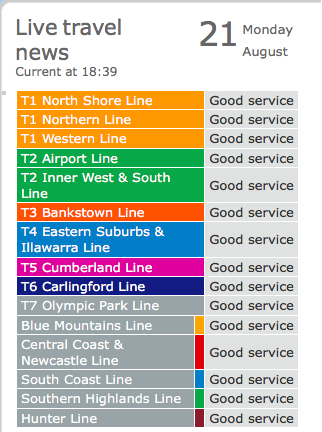 Live travel
news
21 Monday
August
Current at 18:39
T1 North Shore Line Good service
T1 Northern Line Good service
T1 Western Line Good service
T2 Airport Line Good service
T2 Inner West & South
Line
Good service
T3 Bankstown Line Good service
T4 Eastern Suburbs &
Illawarra Line
Good service
T5 Cumberland Line Good service
T6 Carlingford Line Good service
T7 Olympic Park Line Good service
Blue Mountains Line Good service
Central Coast &
Newcastle Line
Good service
South Coast Line Good service
Southern Highlands Line Good service
Hunter Line Good service